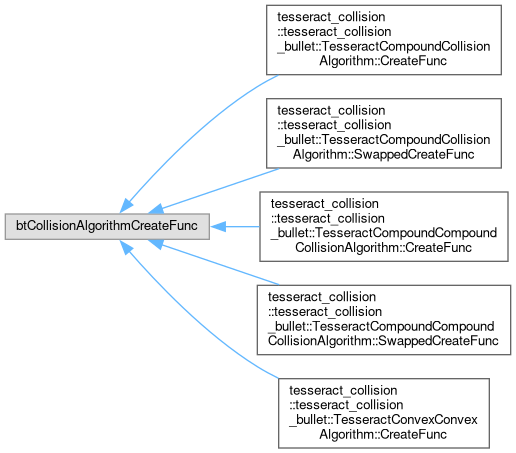 tesseract_collision
::tesseract_collision
_bullet::TesseractCompoundCollision
Algorithm::CreateFunc
tesseract_collision
::tesseract_collision
_bullet::TesseractCompoundCollision
Algorithm::SwappedCreateFunc
btCollisionAlgorithmCreateFunc
tesseract_collision
::tesseract_collision
_bullet::TesseractCompoundCompound
CollisionAlgorithm::CreateFunc
tesseract_collision
::tesseract_collision
_bullet::TesseractCompoundCompound
CollisionAlgorithm::SwappedCreateFunc
tesseract_collision
::tesseract_collision
_bullet::TesseractConvexConvex
Algorithm::CreateFunc